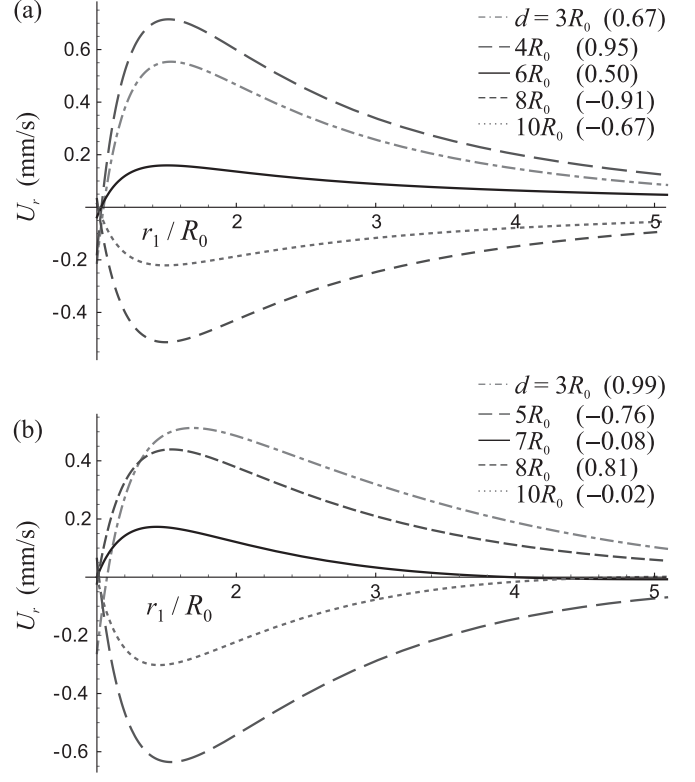 (a)
d = 3R₀ (0.67)
4R₀ (0.95)
6R₀ (0.50)
8R₀ (−0.91)
10R₀ (−0.67)
0.6
0.4
0.2
-0.2
-0.4
Uᵣ (mm/s)
r₁ / R₀
2
3
4
5
(b)
d = 3R₀ (0.99)
5R₀ (−0.76)
7R₀ (−0.08)
8R₀ (0.81)
10R₀ (−0.02)
0.4
0.2
-0.2
-0.4
-0.6
Uᵣ (mm/s)
r₁ / R₀
2
3
4
5